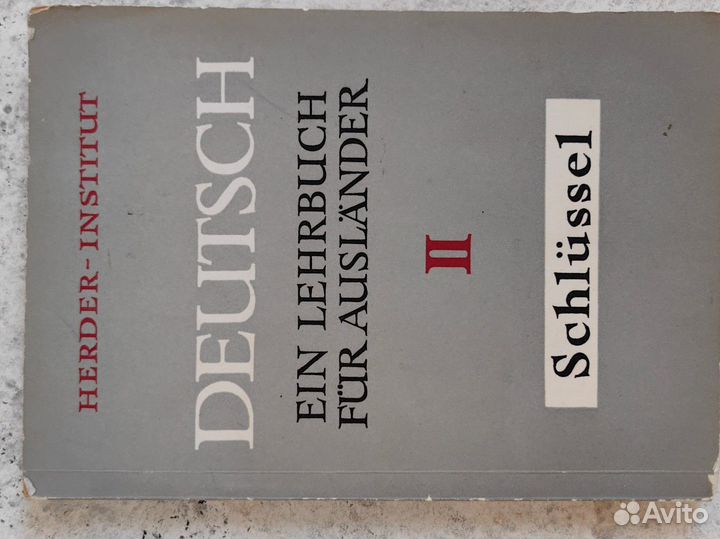 HERDER-INSTITUT
DEUTSCH
EIN LEHRBUCH
FÜR AUSLÄNDER
II
Schlüssel
Avito